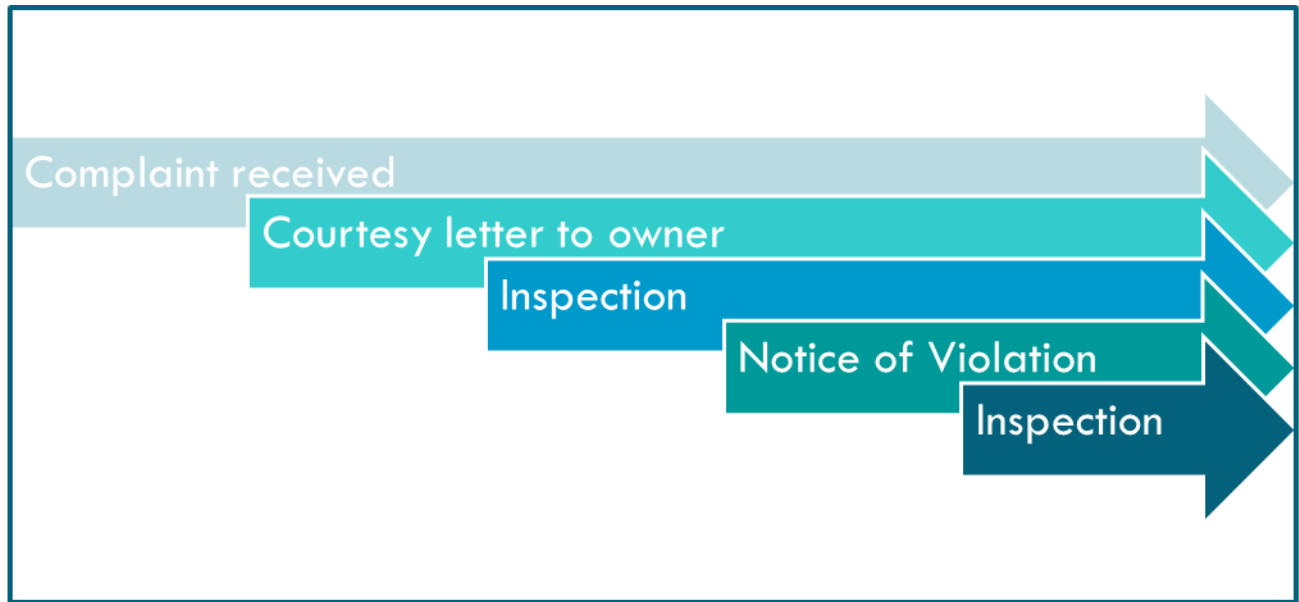 Complaint received
Courtesy letter to owner
Inspection
Notice of Violation
Inspection